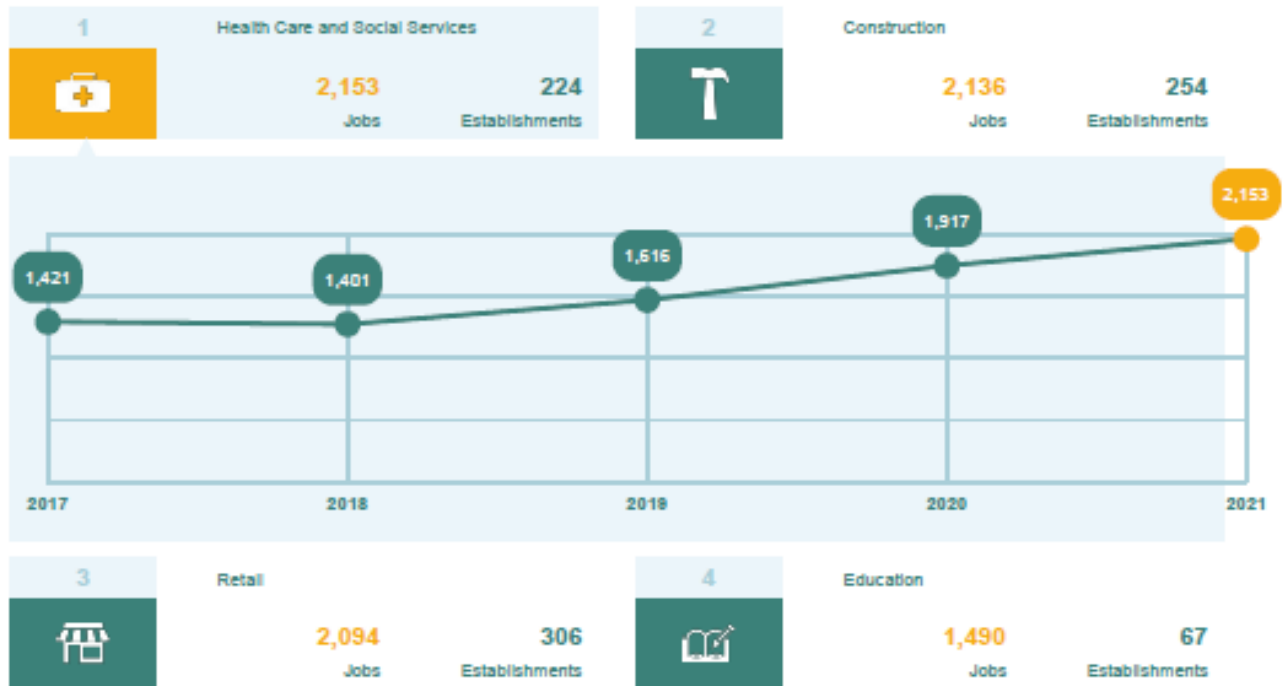 1
Health Care and Social Services
2,153
224
Jobs
Establishments
2
Construction
2,136
254
Jobs
Establishments
2,153
1,917
1,616
1,421
1,401
2017
2018
2019
2020
2021
3
Retail
2,094
306
Jobs
Establishments
4
Education
1,490
67
Jobs
Establishments